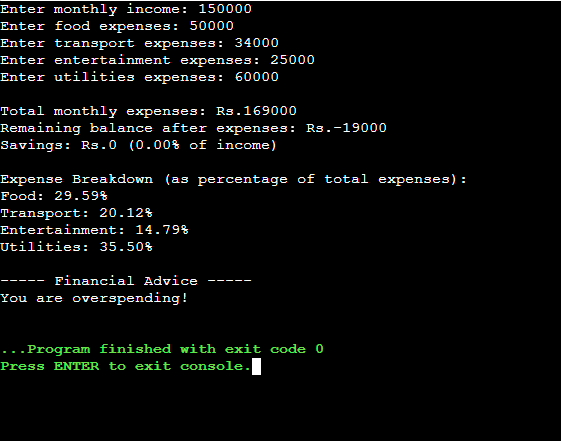 Enter monthly income: 150000
Enter food expenses: 50000
Enter transport expenses: 34000
Enter entertainment expenses: 25000
Enter utilities expenses: 60000
Total monthly expenses: Rs.169000
Remaining balance after expenses: Rs.-19000
Savings: Rs.0 (0.00% of income)
Expense Breakdown (as percentage of total expenses):
Food: 29.59%
Transport: 20.12%
Entertainment: 14.79%
Utilities: 35.50%
----- Financial Advice -----
You are overspending!
...Program finished with exit code 0
Press ENTER to exit console.